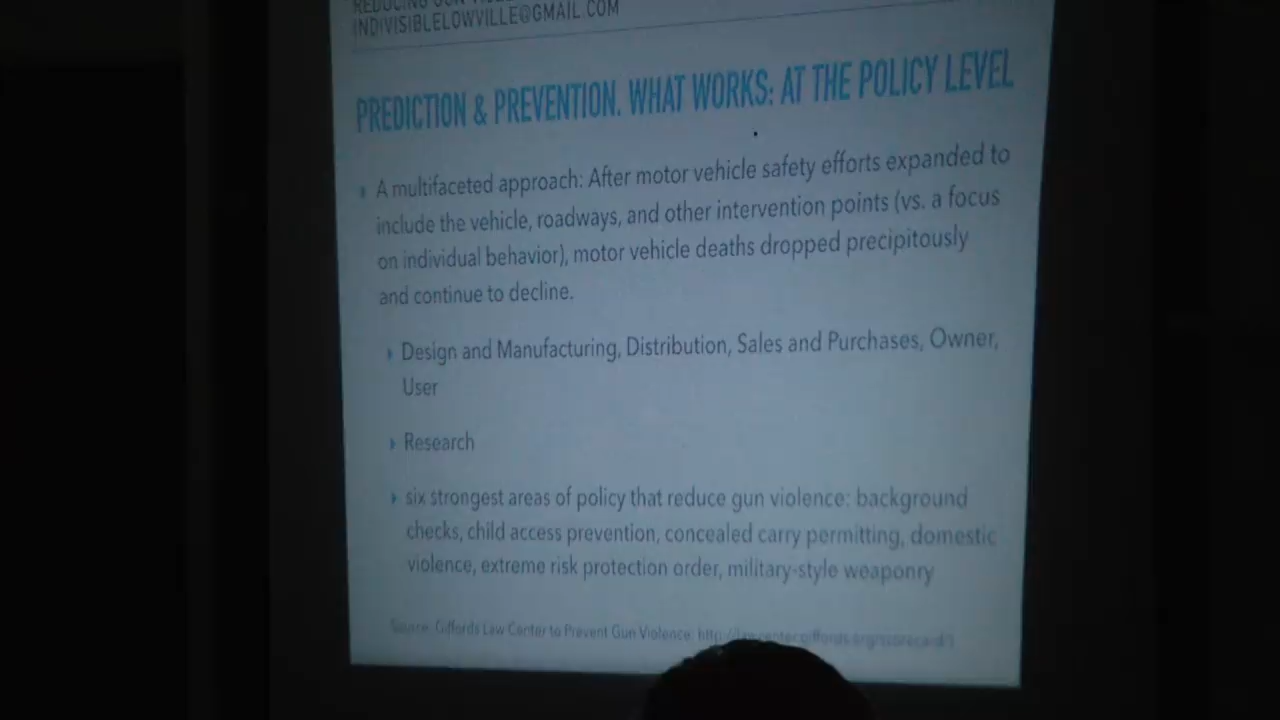 REDUCING GUN
INDIVISIBLELOWVILLE@GMAIL.COM
PREDICTION & PREVENTION. WHAT WORKS: AT THE POLICY LEVEL
A multifaceted approach: After motor vehicle safety efforts expanded to
include the vehicle, roadways, and other intervention points (vs. a focus
on individual behavior), motor vehicle deaths dropped precipitously
and continue to decline.
Design and Manufacturing, Distribution, Sales and Purchases, Owner,
User
Research
six strongest areas of policy that reduce gun violence: background
checks, child access prevention, concealed carry permitting, domestic
violence, extreme risk protection order, military-style weaponry
Source: Giffords Law Center to Prevent Gun Violence: